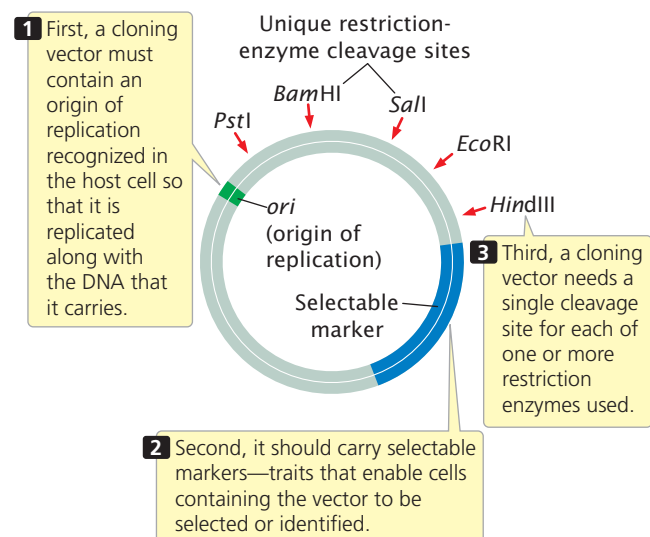 1 First, a cloning
vector must
contain an
origin of
replication
recognized in
the host cell so
that it is
replicated
along with
the DNA that
it carries.
Unique restriction-
enzyme cleavage sites
PstI
BamHI
SalI
EcoRI
HindIII
ori
(origin of
replication)
Selectable
marker
2 Second, it should carry selectable
markers—traits that enable cells
containing the vector to be
selected or identified.
3 Third, a cloning
vector needs a
single cleavage
site for each of
one or more
restriction
enzymes used.